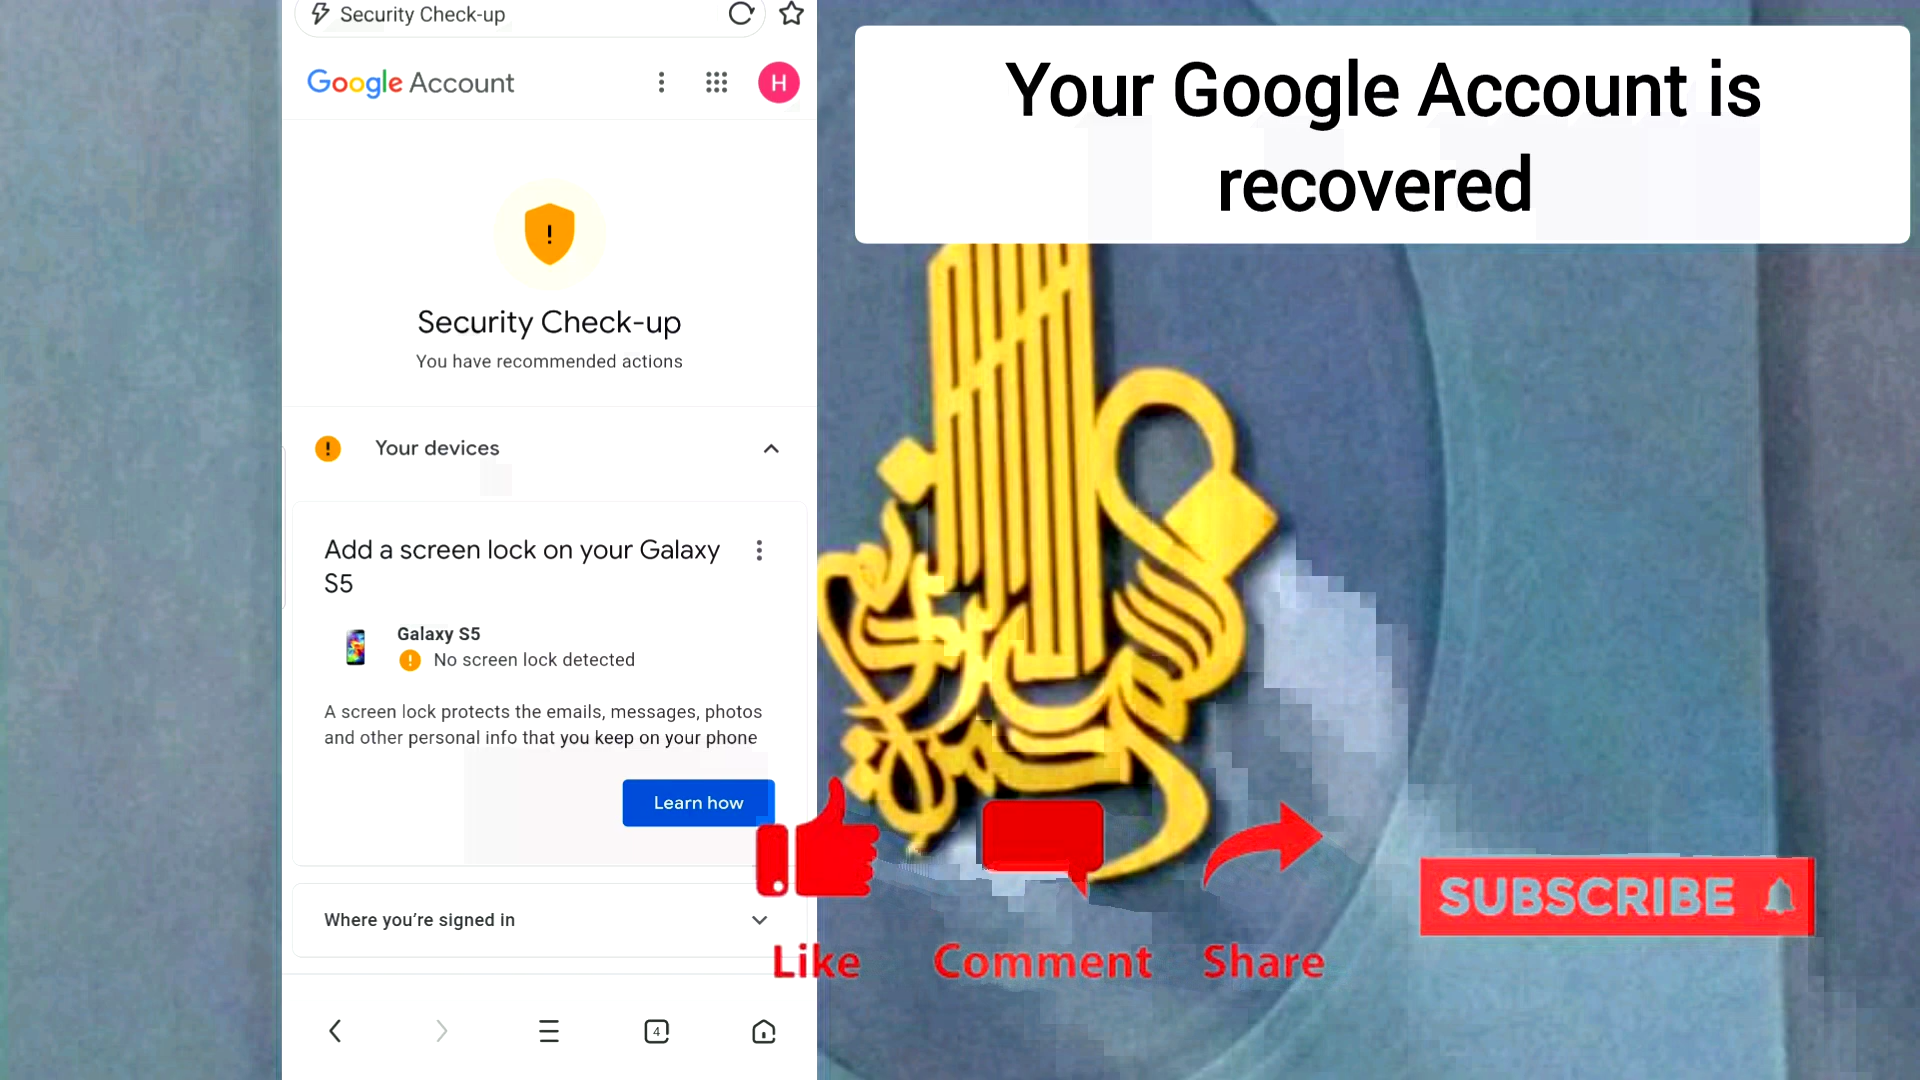 Security Check-up
Google Account
H
Security Check-up
You have recommended actions
Your devices
Add a screen lock on your Galaxy
S5
Galaxy S5
No screen lock detected
A screen lock protects the emails, messages, photos
and other personal info that you keep on your phone
Learn how
Where you’re signed in
4
Your Google Account is
recovered
Like
Comment
Share
SUBSCRIBE